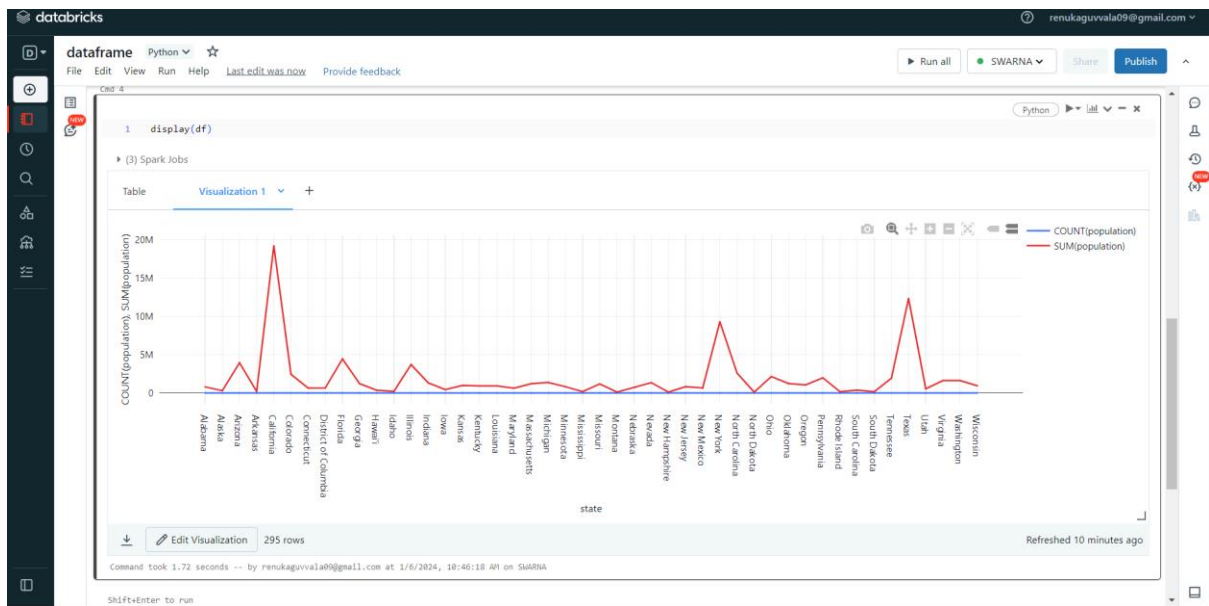 databricks
renukaguvvala09@gmail.com
D
dataframe Python
File Edit View Run Help Last edit was now Provide feedback
Run all SWARNA Share Publish
NEW
NEW
Cmd 4
Python
1 display(df)
(3) Spark Jobs
Table Visualization 1 +
COUNT(population), SUM(population)
20M
15M
10M
5M
0
COUNT(population)
SUM(population)
Alabama
Alaska
Arizona
Arkansas
California
Colorado
Connecticut
District of Columbia
Florida
Georgia
Hawai'i
Idaho
Illinois
Indiana
Iowa
Kansas
Kentucky
Louisiana
Maryland
Massachusetts
Michigan
Minnesota
Mississippi
Missouri
Montana
Nebraska
Nevada
New Hampshire
New Jersey
New Mexico
New York
North Carolina
North Dakota
Ohio
Oklahoma
Oregon
Pennsylvania
Rhode Island
South Carolina
South Dakota
Tennessee
Texas
Utah
Virginia
Washington
Wisconsin
state
Edit Visualization 295 rows Refreshed 10 minutes ago
Command took 1.72 seconds -- by renukaguvvala09@gmail.com at 1/6/2024, 10:46:18 AM on SWARNA
Shift+Enter to run